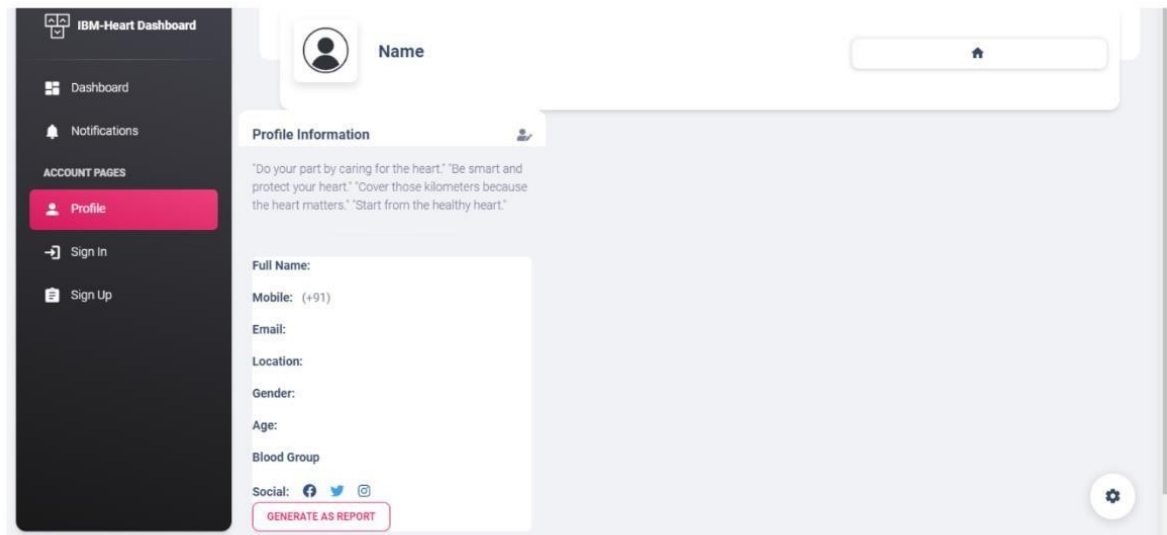 IBM-Heart Dashboard
Dashboard
Notifications
ACCOUNT PAGES
Profile
Sign In
Sign Up
Name
Profile Information
"Do your part by caring for the heart." "Be smart and
protect your heart." "Cover those kilometers because
the heart matters." "Start from the healthy heart."
Full Name:
Mobile: (+91)
Email:
Location:
Gender:
Age:
Blood Group
Social:
GENERATE AS REPORT